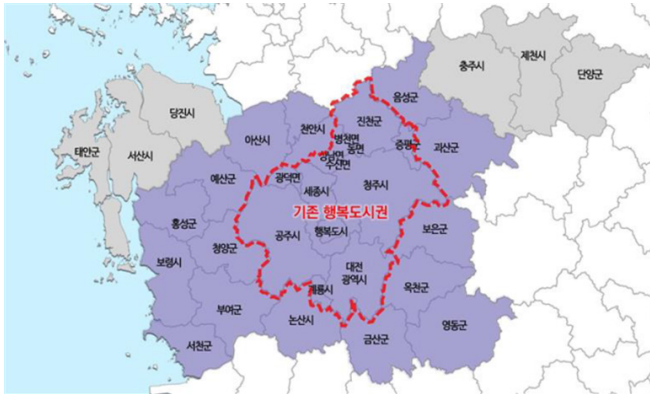 충주시
제천시
단양군
음성군
당진시
진천군
천안시
병천면
동면
아산시
증평군
괴산군
태안군
서산시
수신면
광덕면
예산군
세종시
청주시
기존 행복도시권
홍성군
보은군
공주시
행복도시
청양군
보령시
대전
광역시
계룡시
옥천군
부여군
논산시
영동군
서천군
금산군